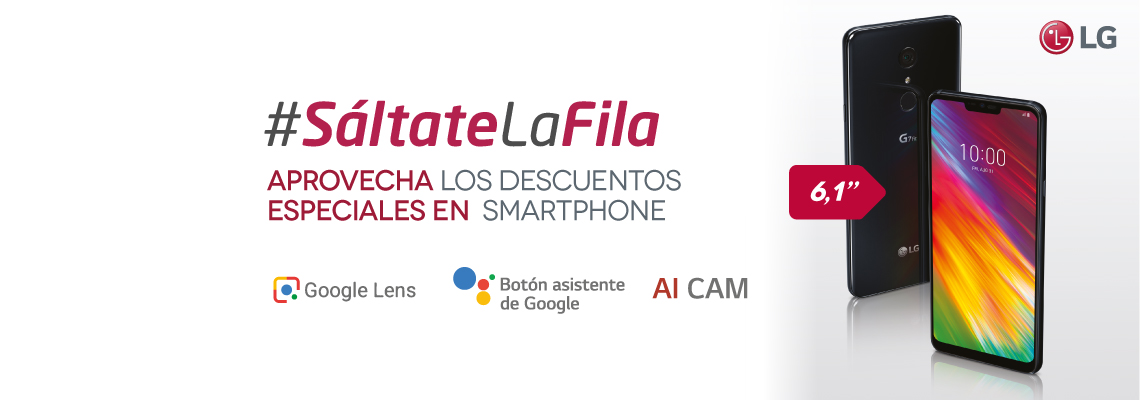 #SáltateLaFila
APROVECHA LOS DESCUENTOS
ESPECIALES EN SMARTPHONE
Google Lens
Botón asistente
de Google
AI CAM
6,1”
LG
G7
LG
10:00